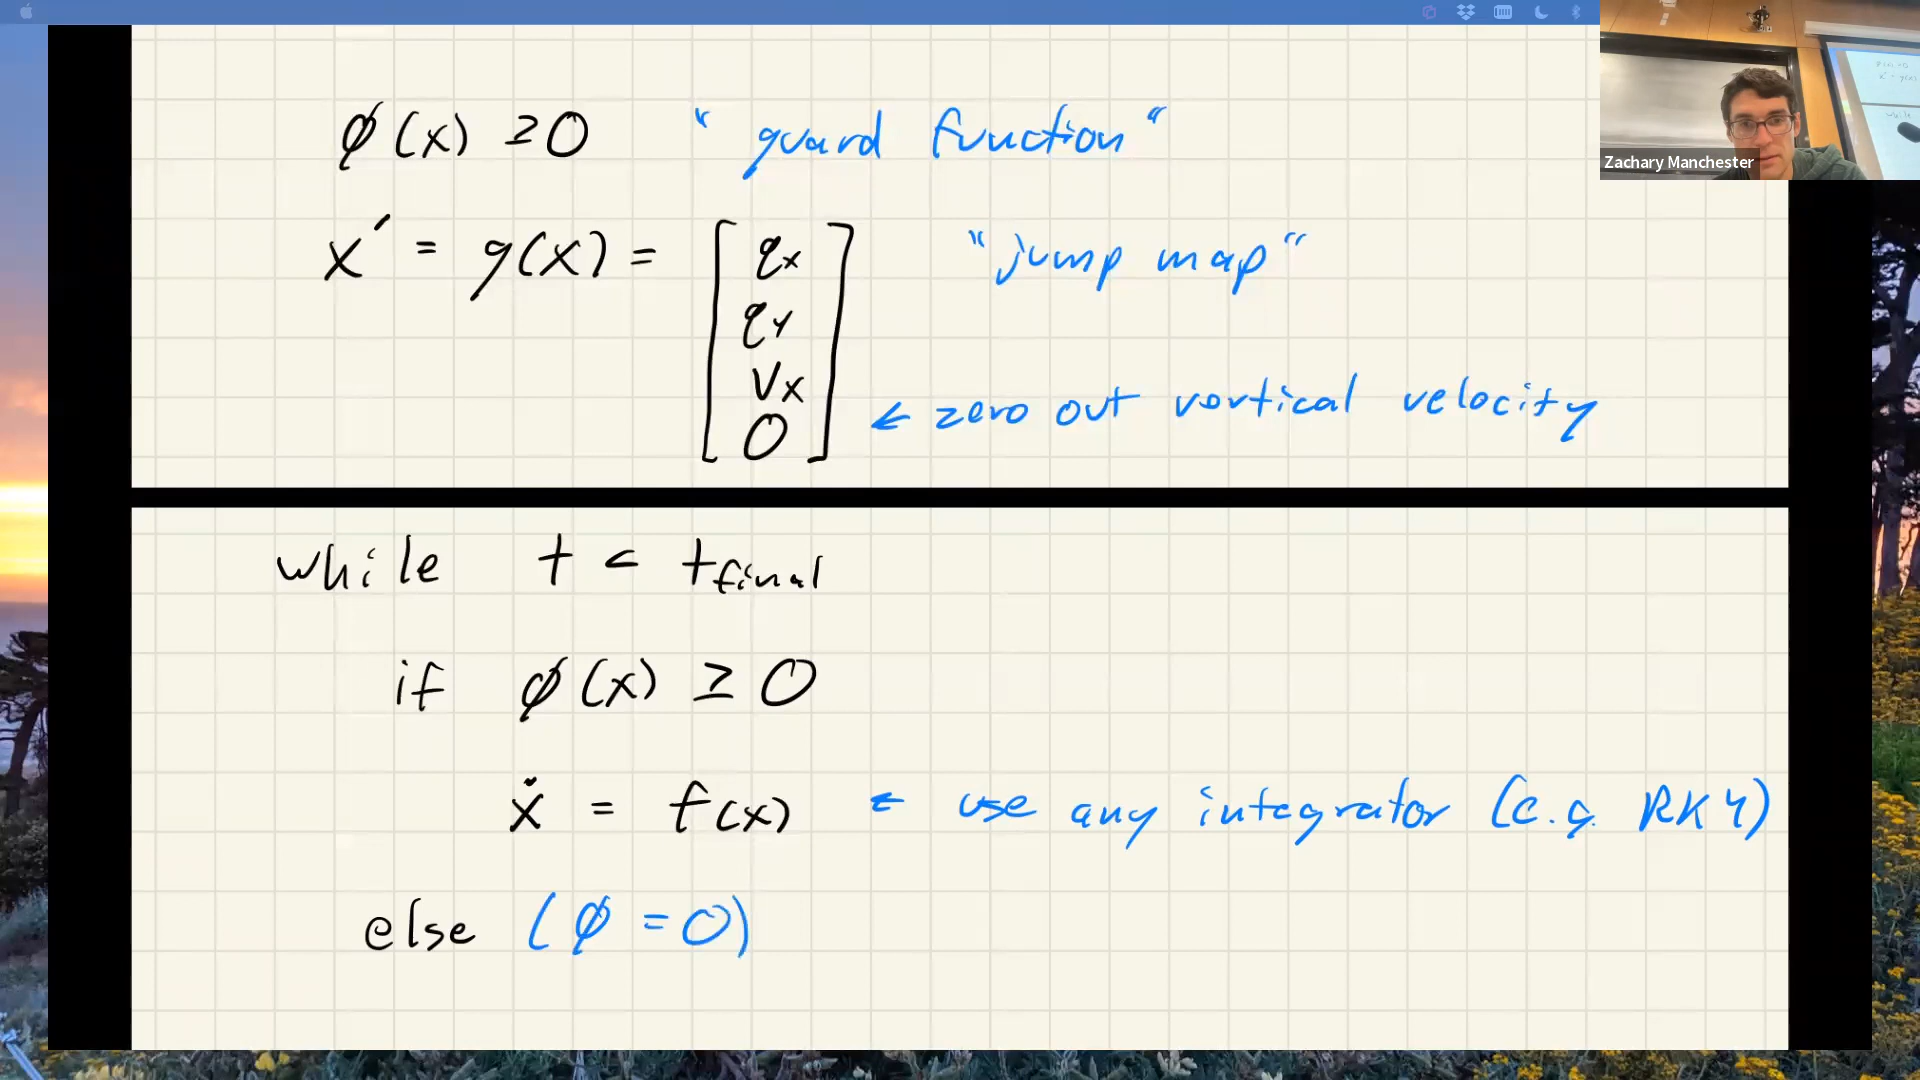 Zachary Manchester
ϕ(x) ≥ 0 "guard function"
x' = g(x) = [qx qy vx 0] "jump map"
← zero out vertical velocity
while t < tfinal
if ϕ(x) ≥ 0
ẋ = f(x) ← use any integrator (e.g. RK4)
else (ϕ = 0)